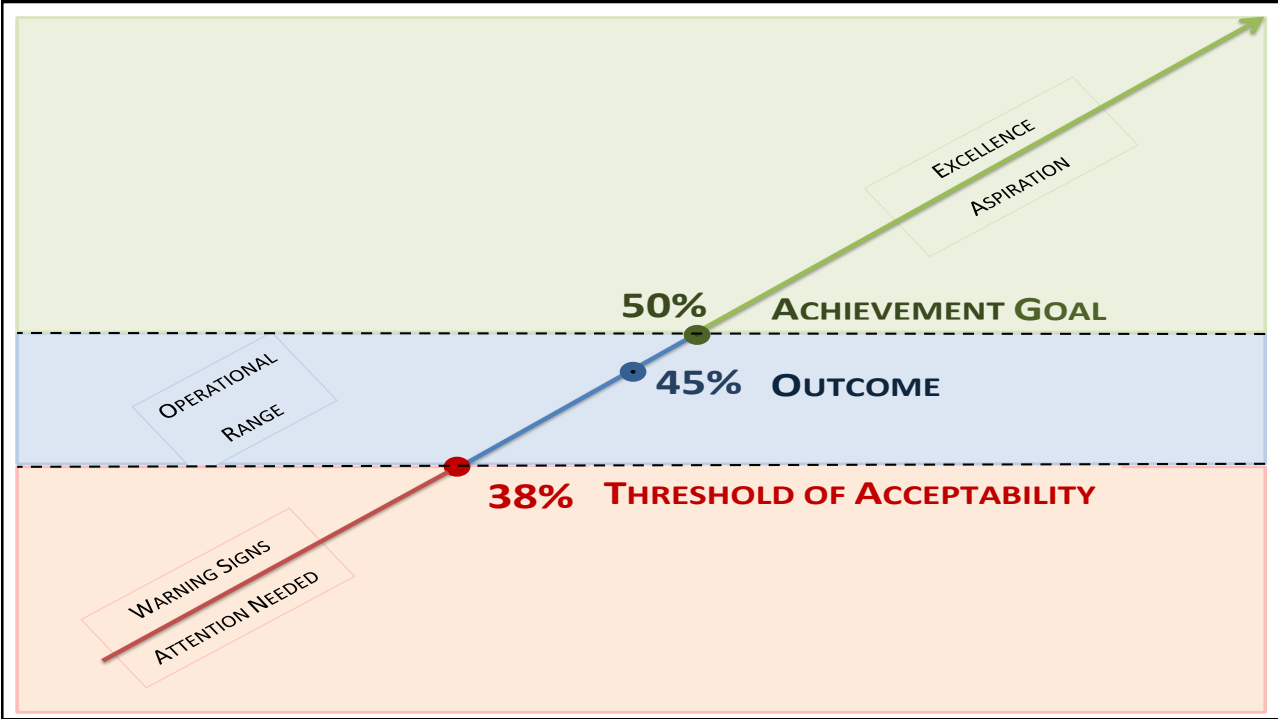 EXCELLENCE
ASPIRATION
50% ACHIEVEMENT GOAL
OPERATIONAL
RANGE
45% OUTCOME
38% THRESHOLD OF ACCEPTABILITY
WARNING SIGNS
ATTENTION NEEDED